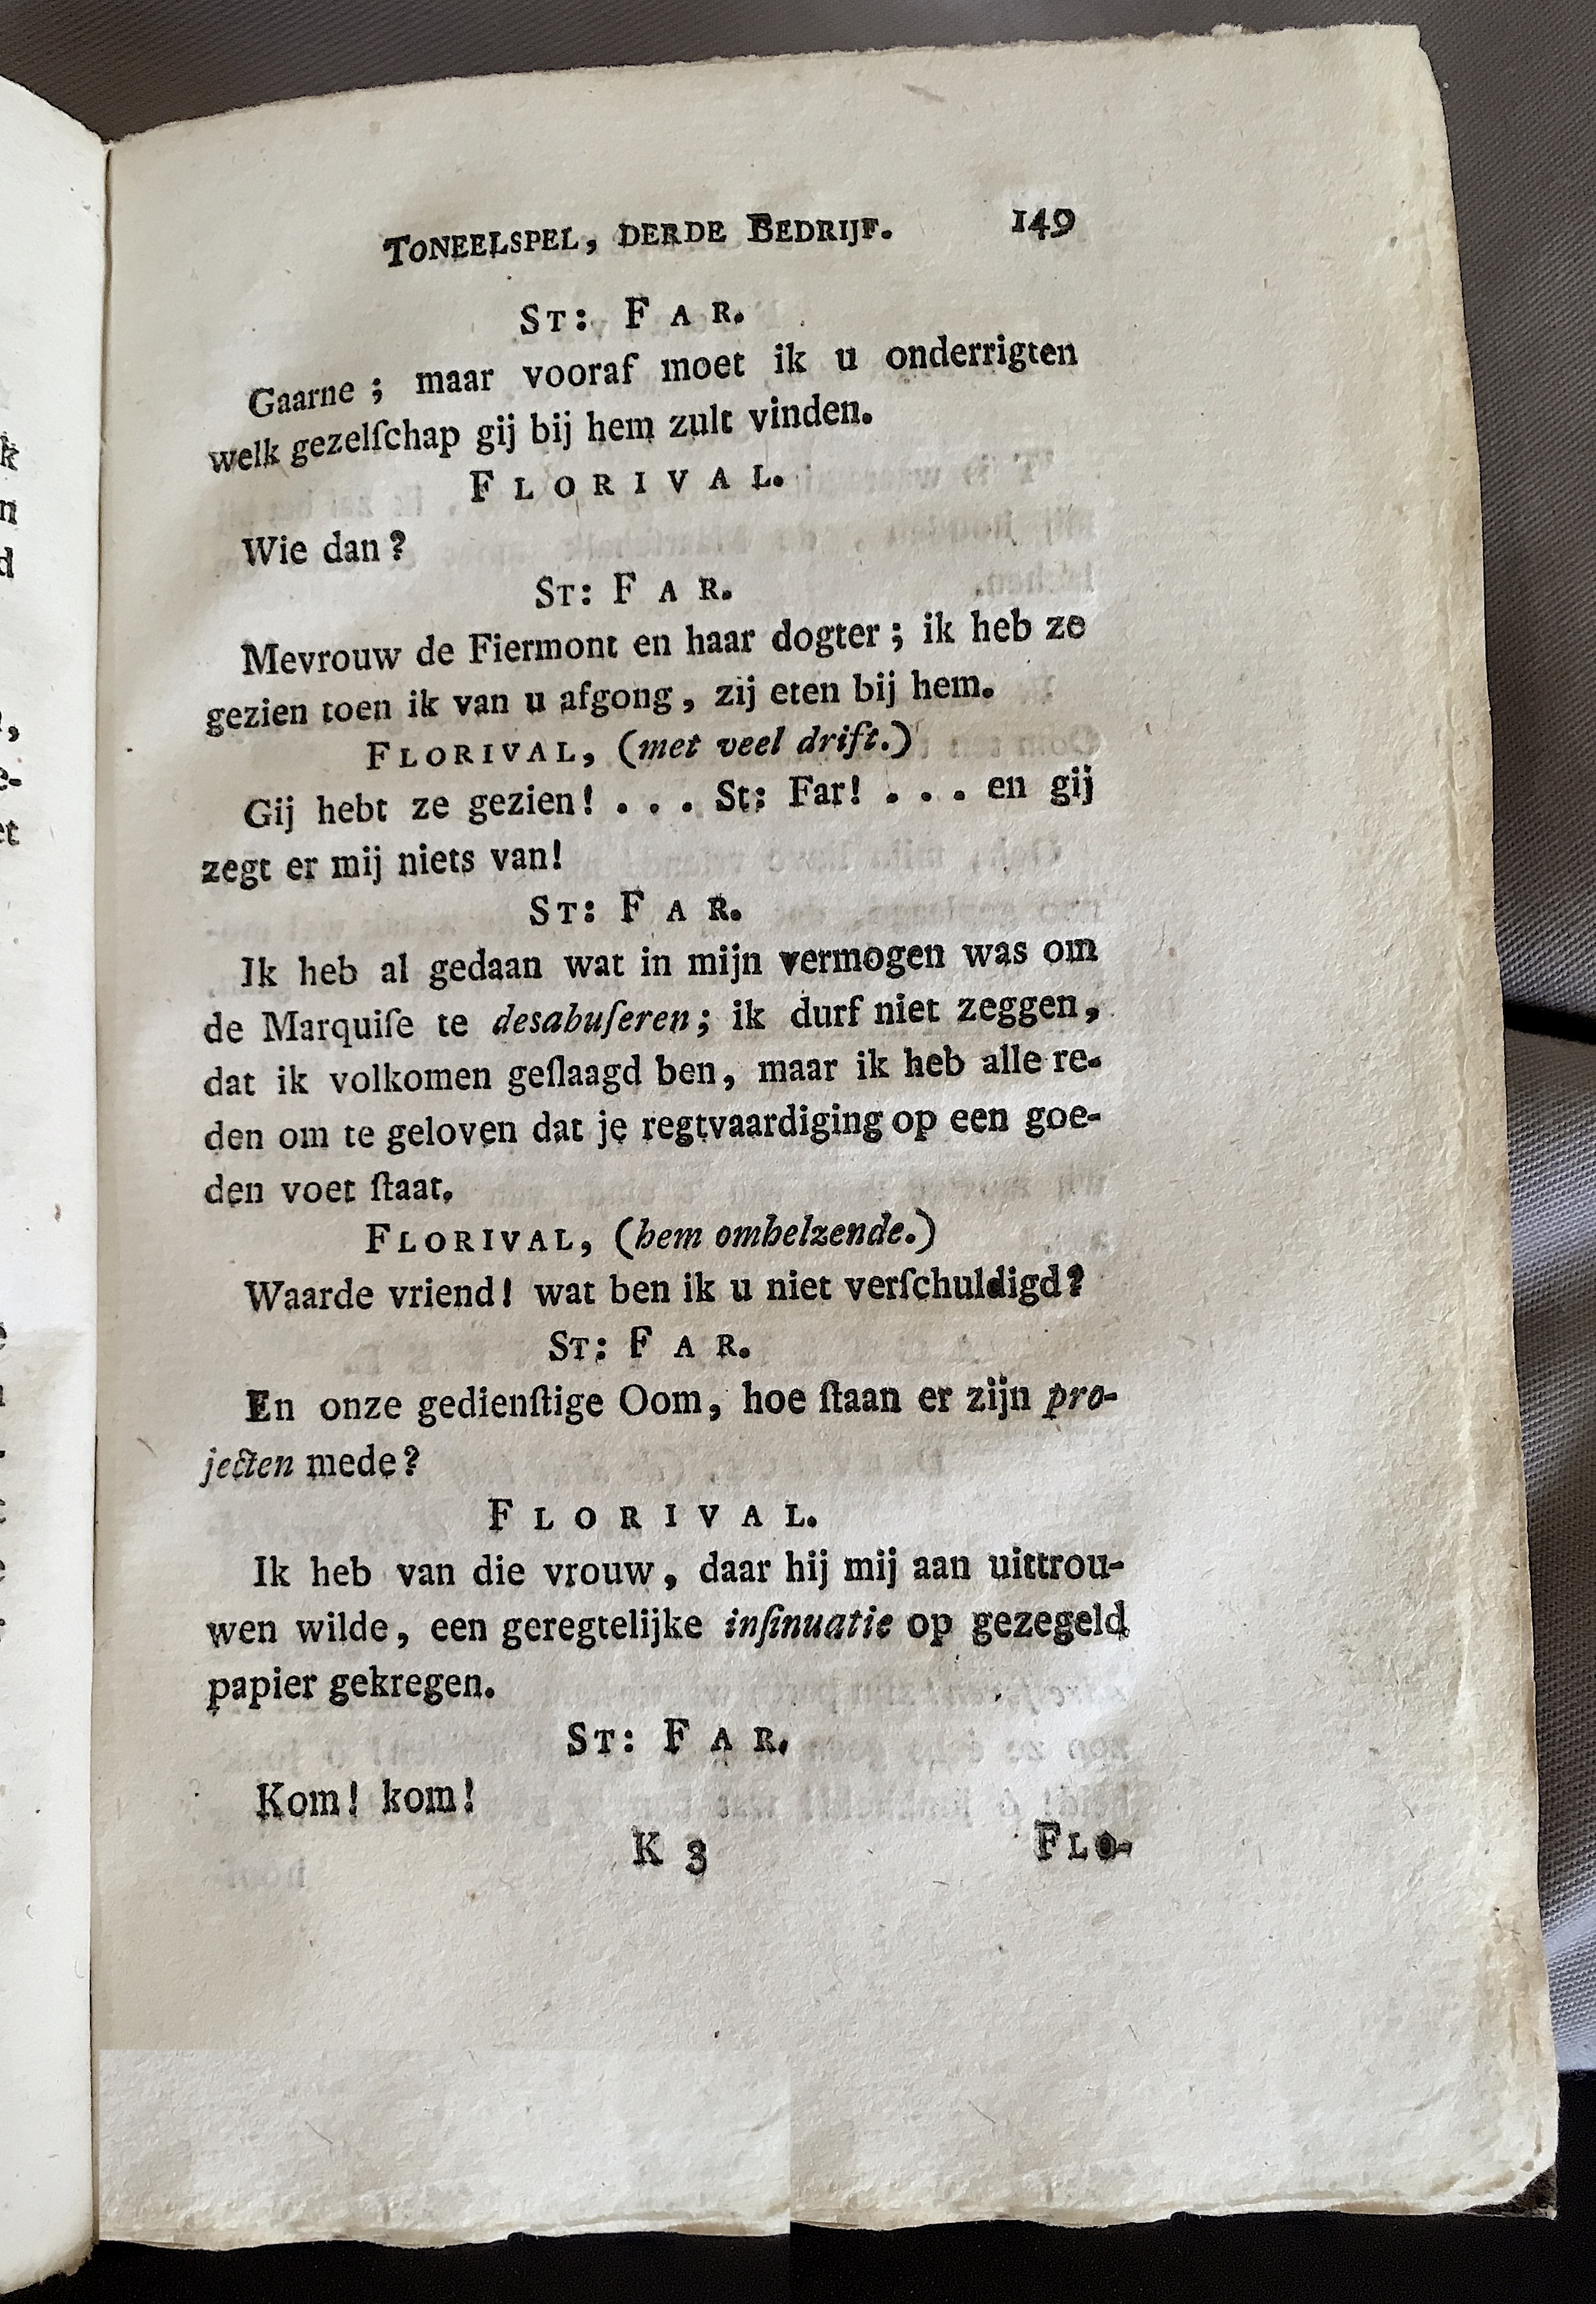 TONEELSPEL, DERDE BEDRIJF. 149
ST: FAR.
Gaarne; maar vooraf moet ik u onderrigten
welk gezelſchap gij bij hem zult vinden.
FLORIVAL.
Wie dan?
ST: FAR.
Mevrouw de Fiermont en haar dogter; ik heb ze
gezien toen ik van u afgong, zij eten bij hem.
FLORIVAL, (met veel drift.)
Gij hebt ze gezien! . . . St: Far! . . . en gij
zegt er mij niets van!
ST: FAR.
Ik heb al gedaan wat in mijn vermogen was om
de Marquiſe te desabuſeren; ik durf niet zeggen,
dat ik volkomen geſlaagd ben, maar ik heb alle re-
den om te geloven dat je regtvaardiging op een goe-
den voet ſtaat.
FLORIVAL, (hem omhelzende.)
Waarde vriend! wat ben ik u niet verſchuldigd?
ST: FAR.
En onze gedienſtige Oom, hoe ſtaan er zijn pro-
jecten mede?
FLORIVAL.
Ik heb van die vrouw, daar hij mij aan uittrou-
wen wilde, een geregtelijke inſinuatie op gezegeld
papier gekregen.
ST: FAR.
Kom! kom!
K 3 FLO-